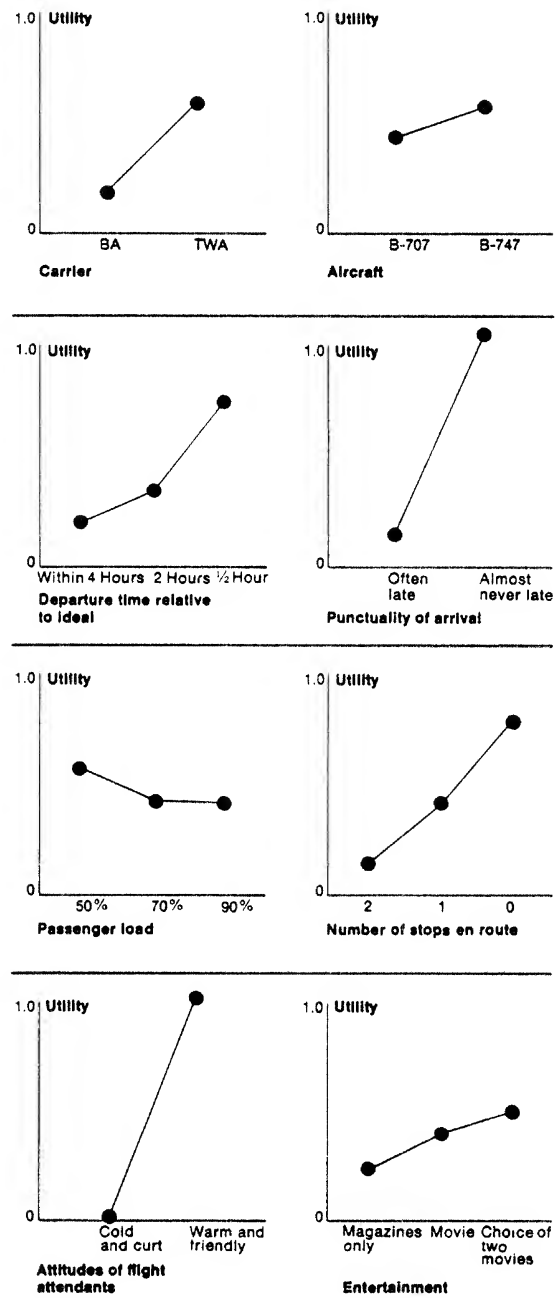 1.0 Utility
0
BA TWA
Carrier
1.0 Utility
0
B-707 B-747
Aircraft
1.0 Utility
0
Within 4 Hours 2 Hours ½ Hour
Departure time relative
to ideal
1.0 Utility
0
Often Almost
late never late
Punctuality of arrival
1.0 Utility
0
50% 70% 90%
Passenger load
1.0 Utility
0
2 1 0
Number of stops en route
1.0 Utility
0
Cold Warm and
and curt friendly
Attitudes of flight
attendants
1.0 Utility
0
Magazines Movie Choice of
only two
movies
Entertainment